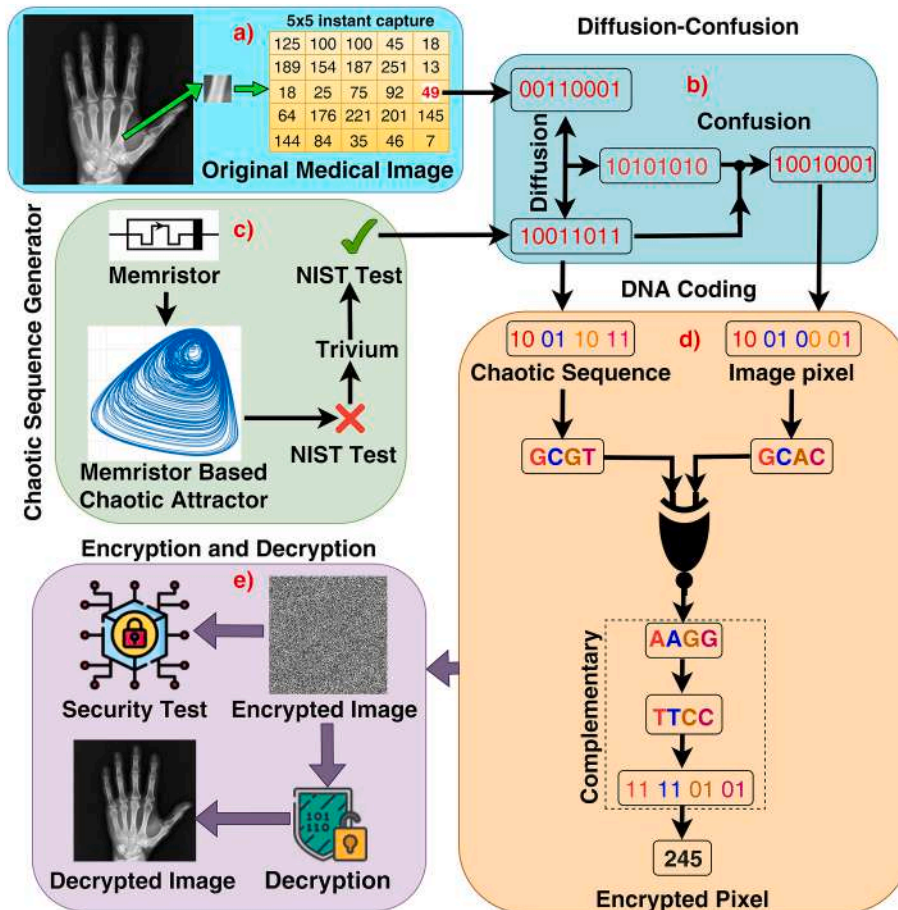 5x5 instant capture
a)
125 100 100 45 18
189 154 187 251 13
18 25 75 92 49
64 176 221 201 145
144 84 35 46 7
Original Medical Image
Diffusion-Confusion
b)
00110001
Confusion
Diffusion
10101010
10010001
10011011
Chaotic Sequence Generator
c)
Memristor
NIST Test
Trivium
NIST Test
Memristor Based
Chaotic Attractor
DNA Coding
d)
10 01 10 11
10 01 00 01
Chaotic Sequence
Image pixel
GCGT
GCAC
AAGG
TTCC
Complementary
11 11 01 01
245
Encrypted Pixel
Encryption and Decryption
e)
Security Test
Encrypted Image
101
110
Decrypted Image
Decryption